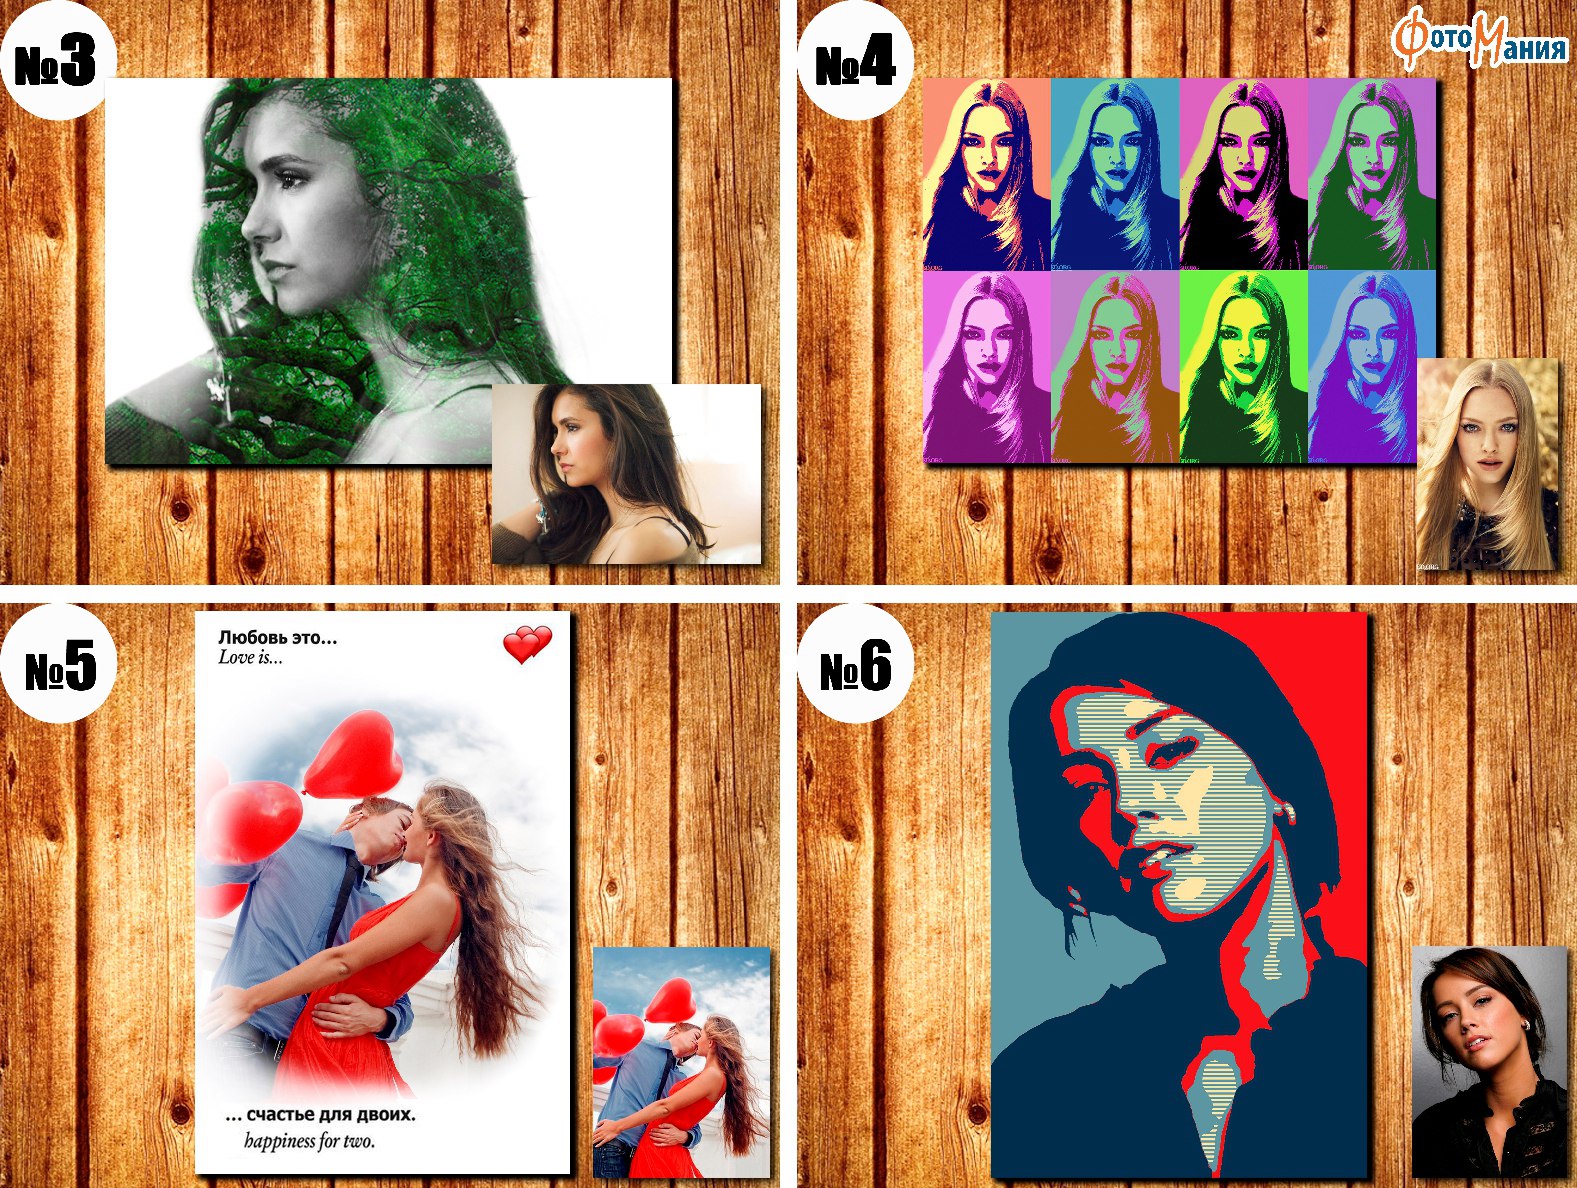 №3
№4
ФотоМания
№5
Любовь это...
Love is...
... счастье для двоих.
happiness for two.
№6